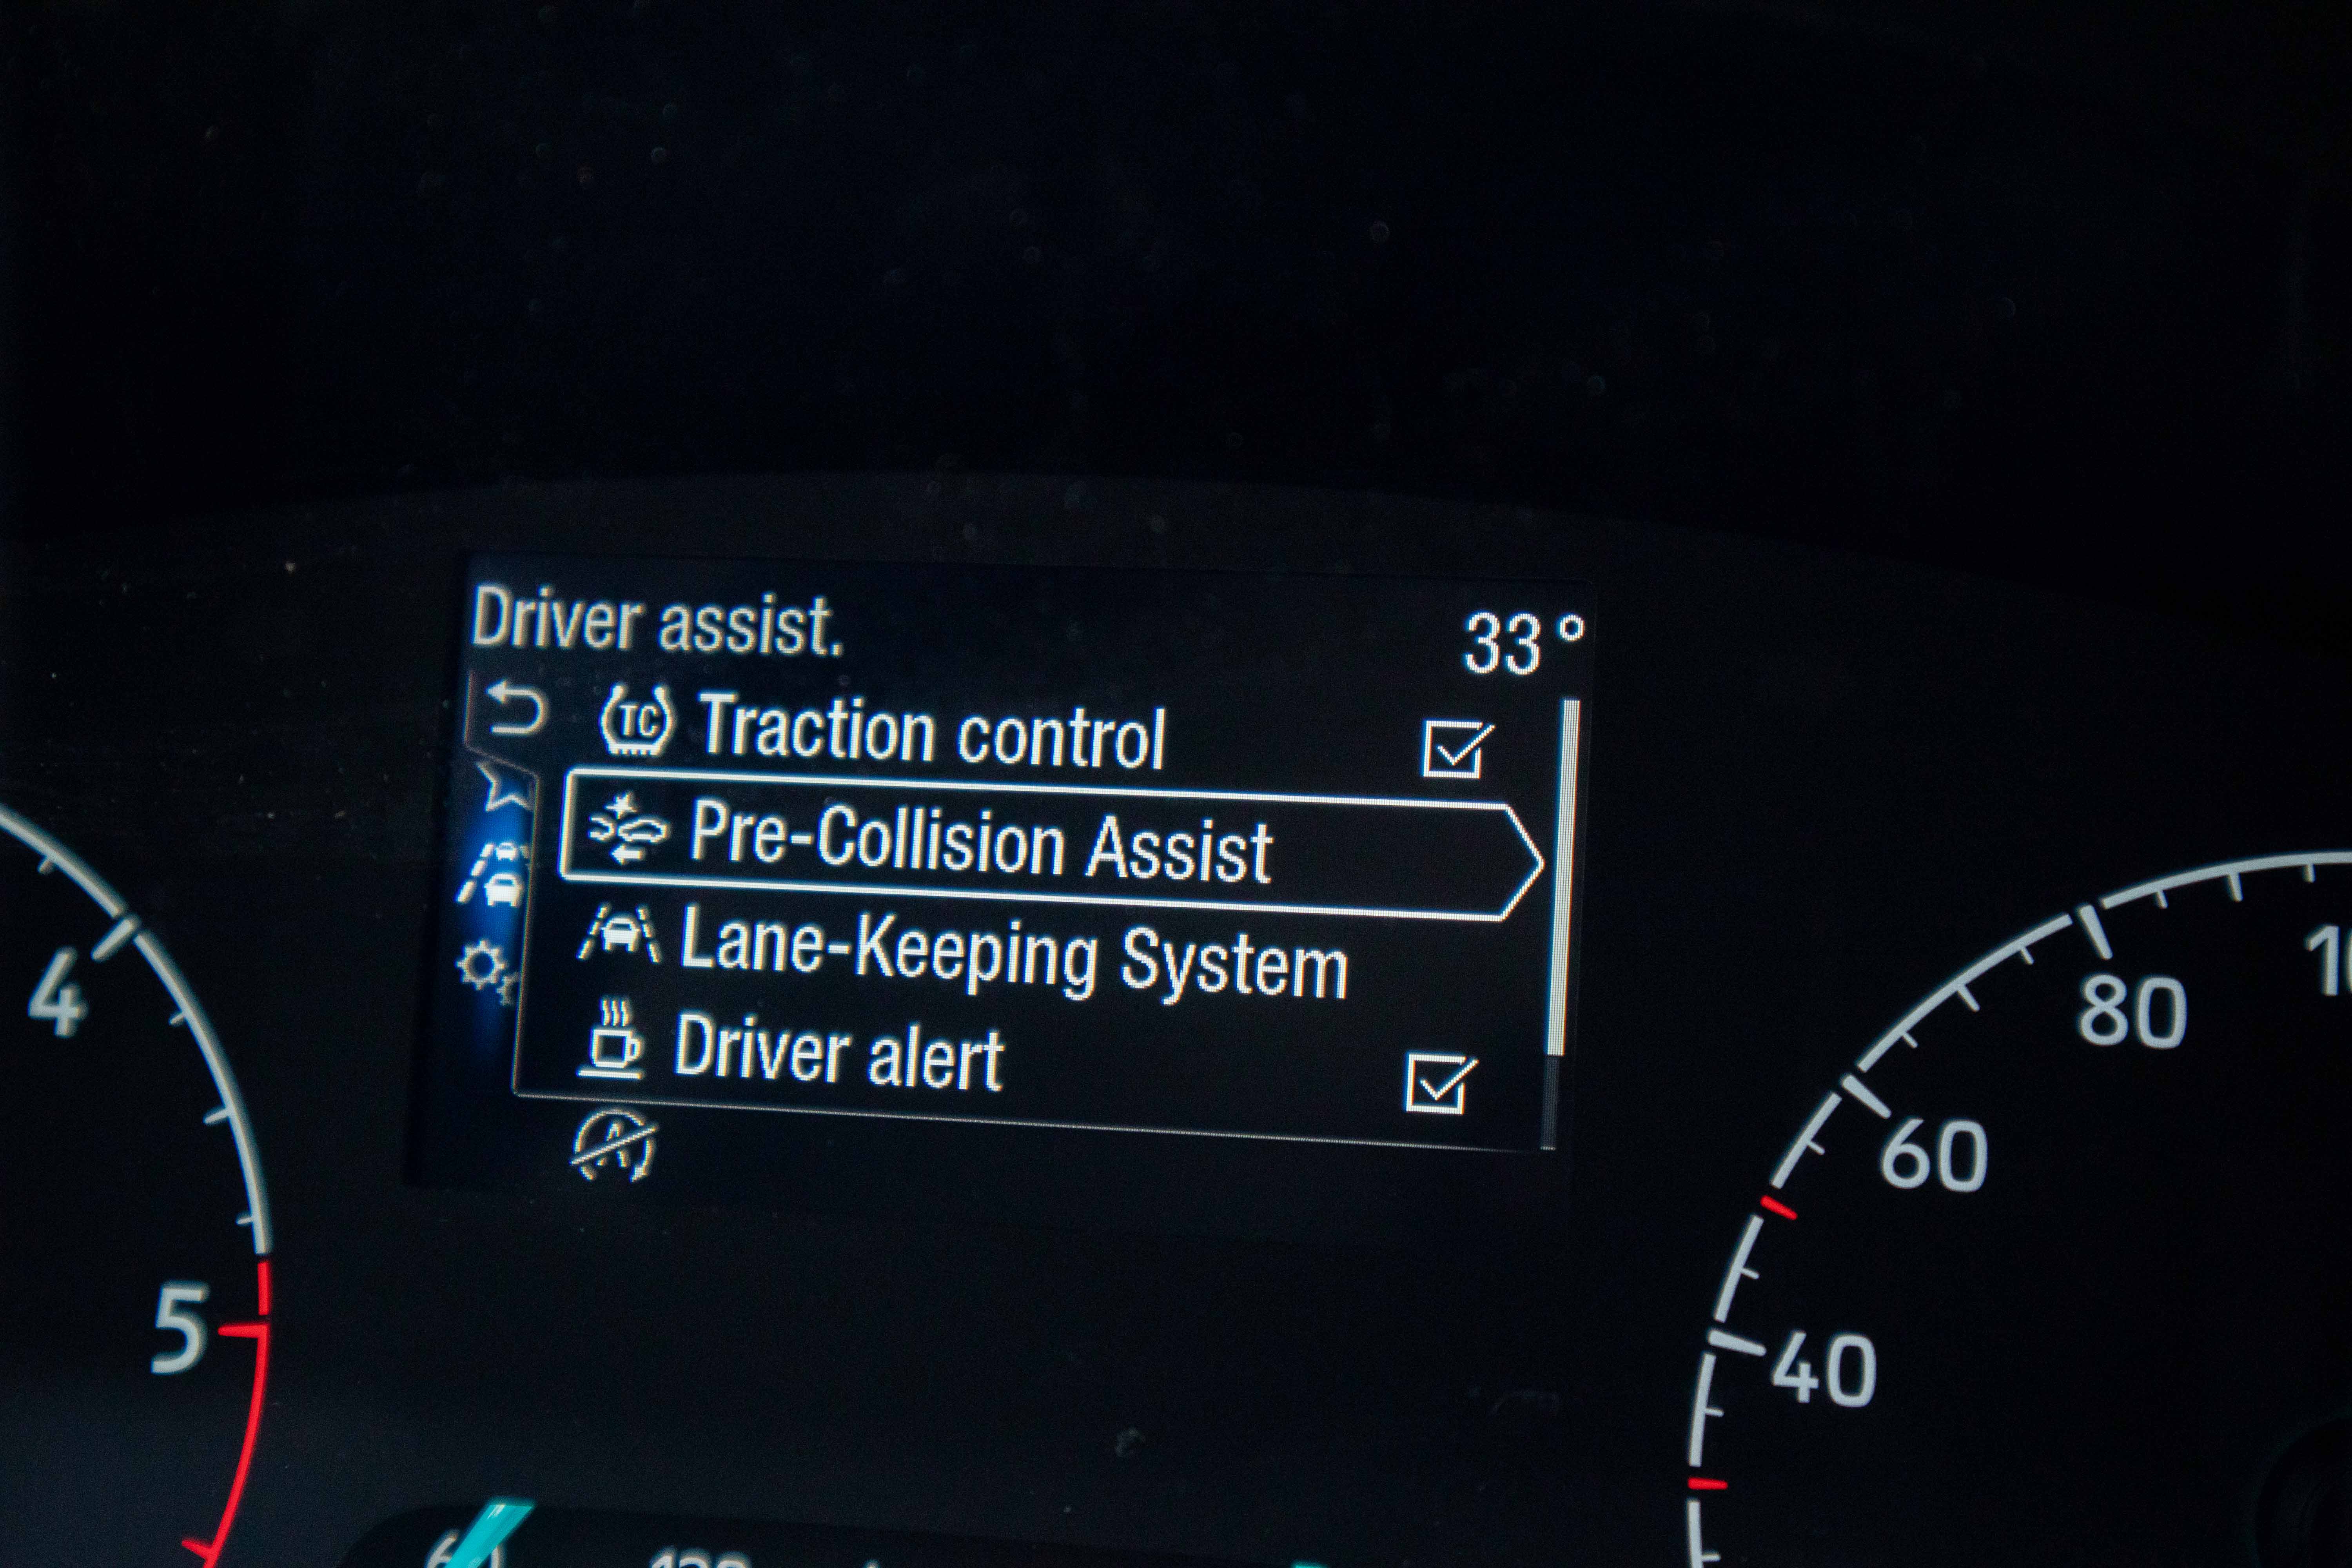 Driver assist.
33°
TC Traction control
Pre-Collision Assist
Lane-Keeping System
Driver alert
A
4
5
80
60
40